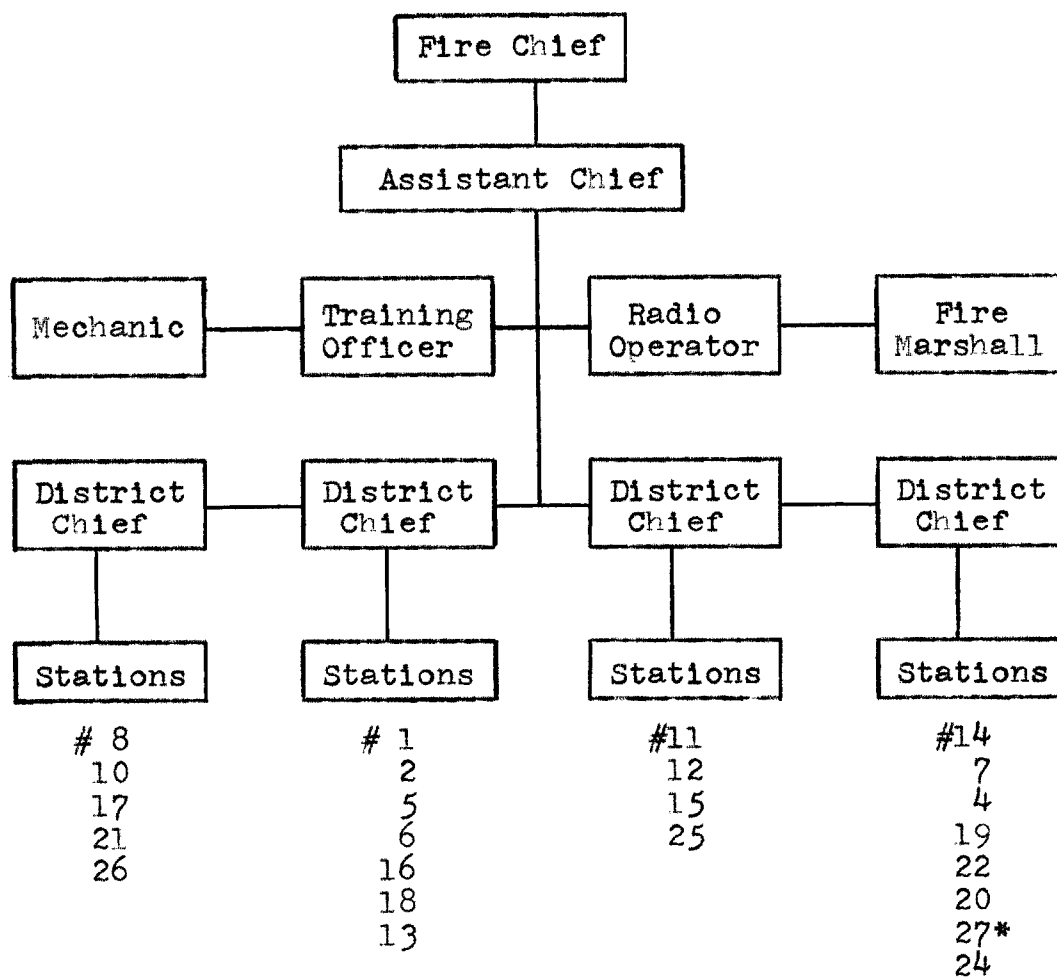 Fire Chief
Assistant Chief
Mechanic
Training
Officer
Radio
Operator
Fire
Marshall
District
Chief
District
Chief
District
Chief
District
Chief
Stations
Stations
Stations
Stations
# 8
10
17
21
26
# 1
2
5
6
16
18
13
#11
12
15
25
#14
7
4
19
22
20
27*
24